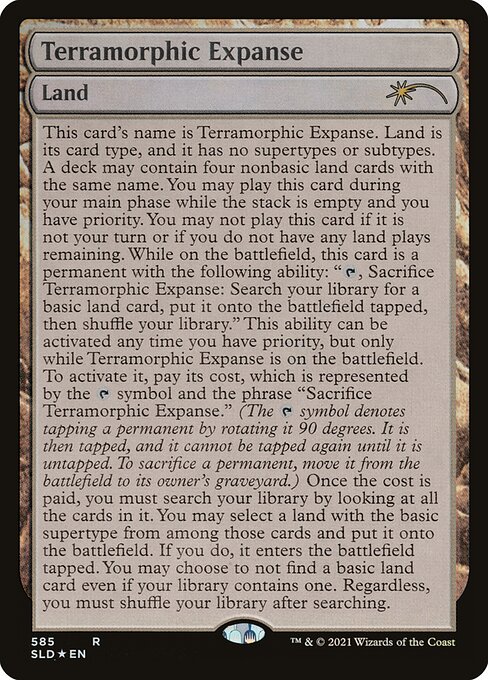 Terramorphic Expanse
Land
This card's name is Terramorphic Expanse. Land is
its card type, and it has no supertypes or subtypes.
A deck may contain four nonbasic land cards with
the same name. You may play this card during
your main phase while the stack is empty and you
have priority. You may not play this card if it is
not your turn or if you do not have any land plays
remaining. While on the battlefield, this card is a
permanent with the following ability: “, Sacrifice
Terramorphic Expanse: Search your library for a
basic land card, put it onto the battlefield tapped,
then shuffle your library.” This ability can be
activated any time you have priority, but only
while Terramorphic Expanse is on the battlefield.
To activate it, pay its cost, which is represented
by the symbol and the phrase “Sacrifice
Terramorphic Expanse.” (The symbol denotes
tapping a permanent by rotating it 90 degrees. It is
then tapped, and it cannot be tapped again until it is
untapped. To sacrifice a permanent, move it from the
battlefield to its owner's graveyard.) Once the cost is
paid, you must search your library by looking at all
the cards in it. You may select a land with the basic
supertype from among those cards and put it onto
the battlefield. If you do, it enters the battlefield
tapped. You may choose to not find a basic land
card even if your library contains one. Regardless,
you must shuffle your library after searching.
585 R
SLD★EN
™ & © 2021 Wizards of the Coast